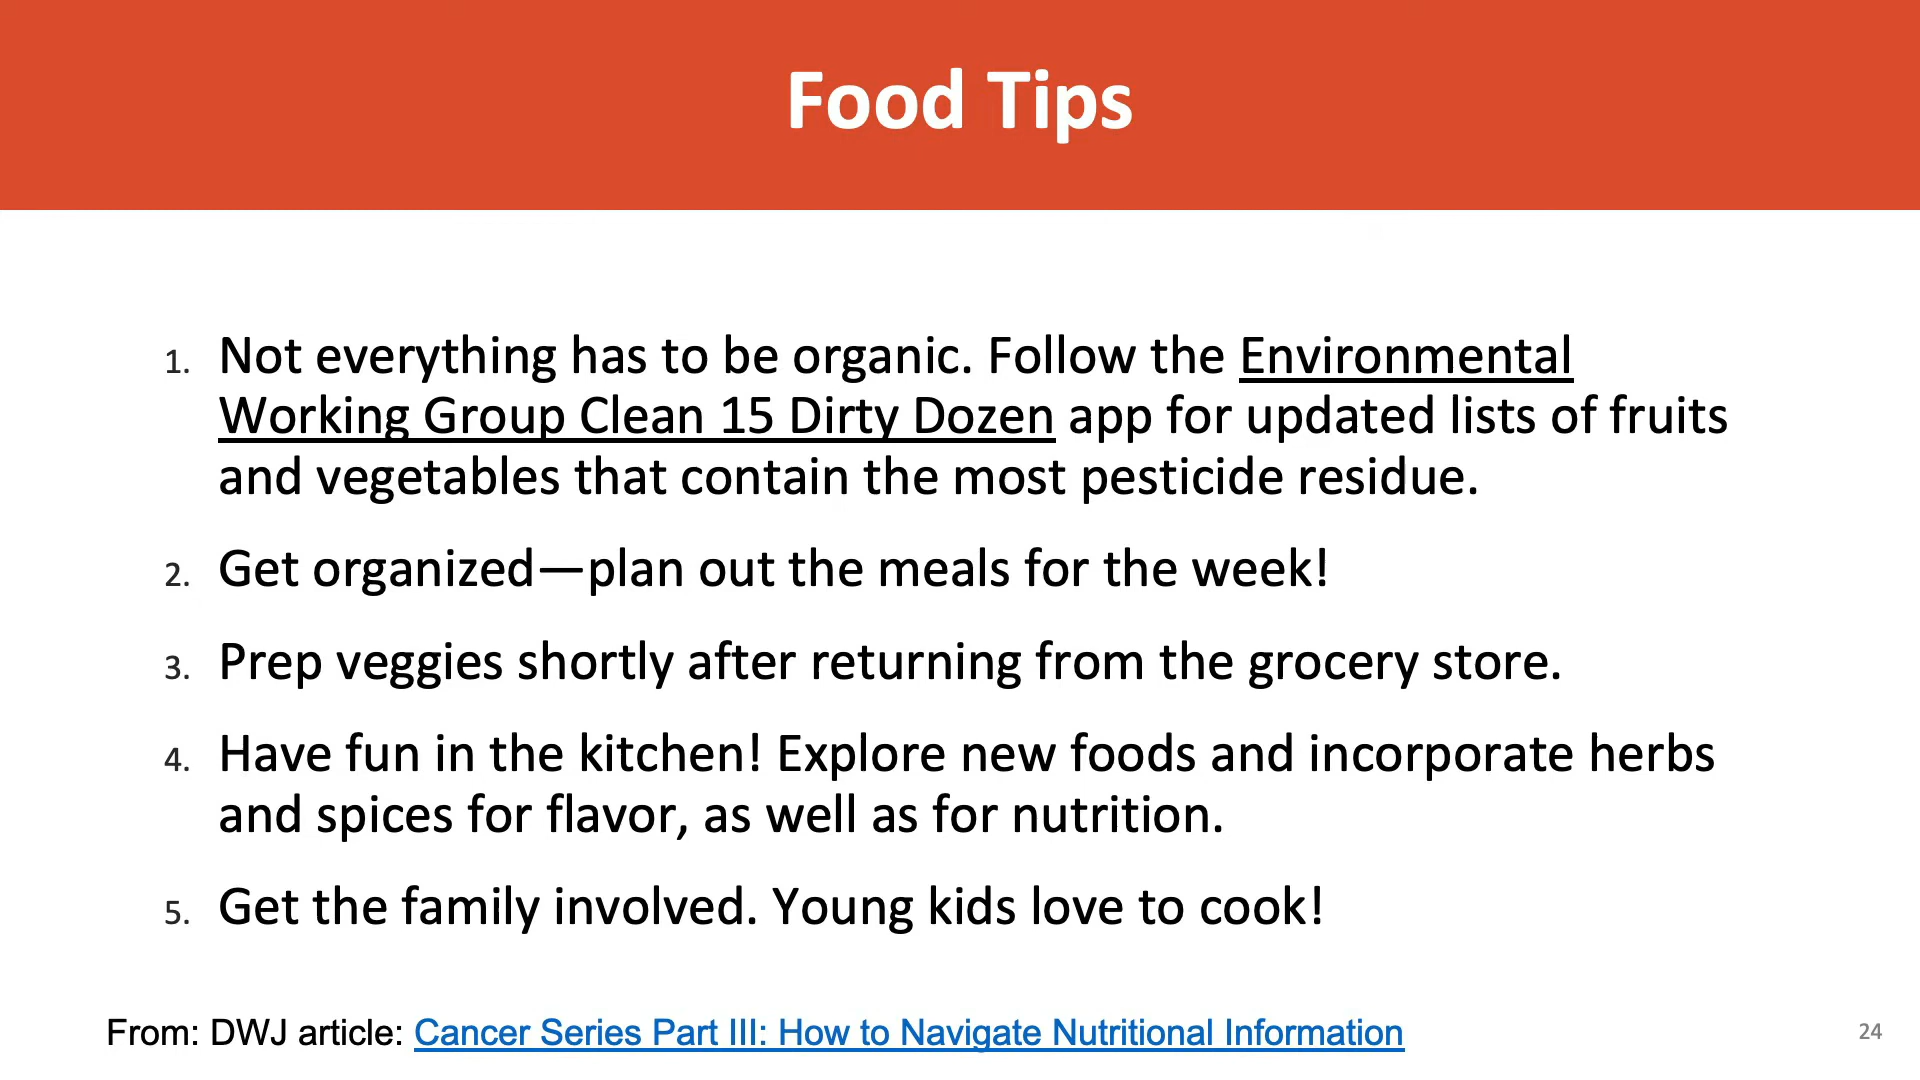 Food Tips
1. Not everything has to be organic. Follow the Environmental
Working Group Clean 15 Dirty Dozen app for updated lists of fruits
and vegetables that contain the most pesticide residue.
2. Get organized—plan out the meals for the week!
3. Prep veggies shortly after returning from the grocery store.
4. Have fun in the kitchen! Explore new foods and incorporate herbs
and spices for flavor, as well as for nutrition.
5. Get the family involved. Young kids love to cook!
From: DWJ article: Cancer Series Part III: How to Navigate Nutritional Information
24